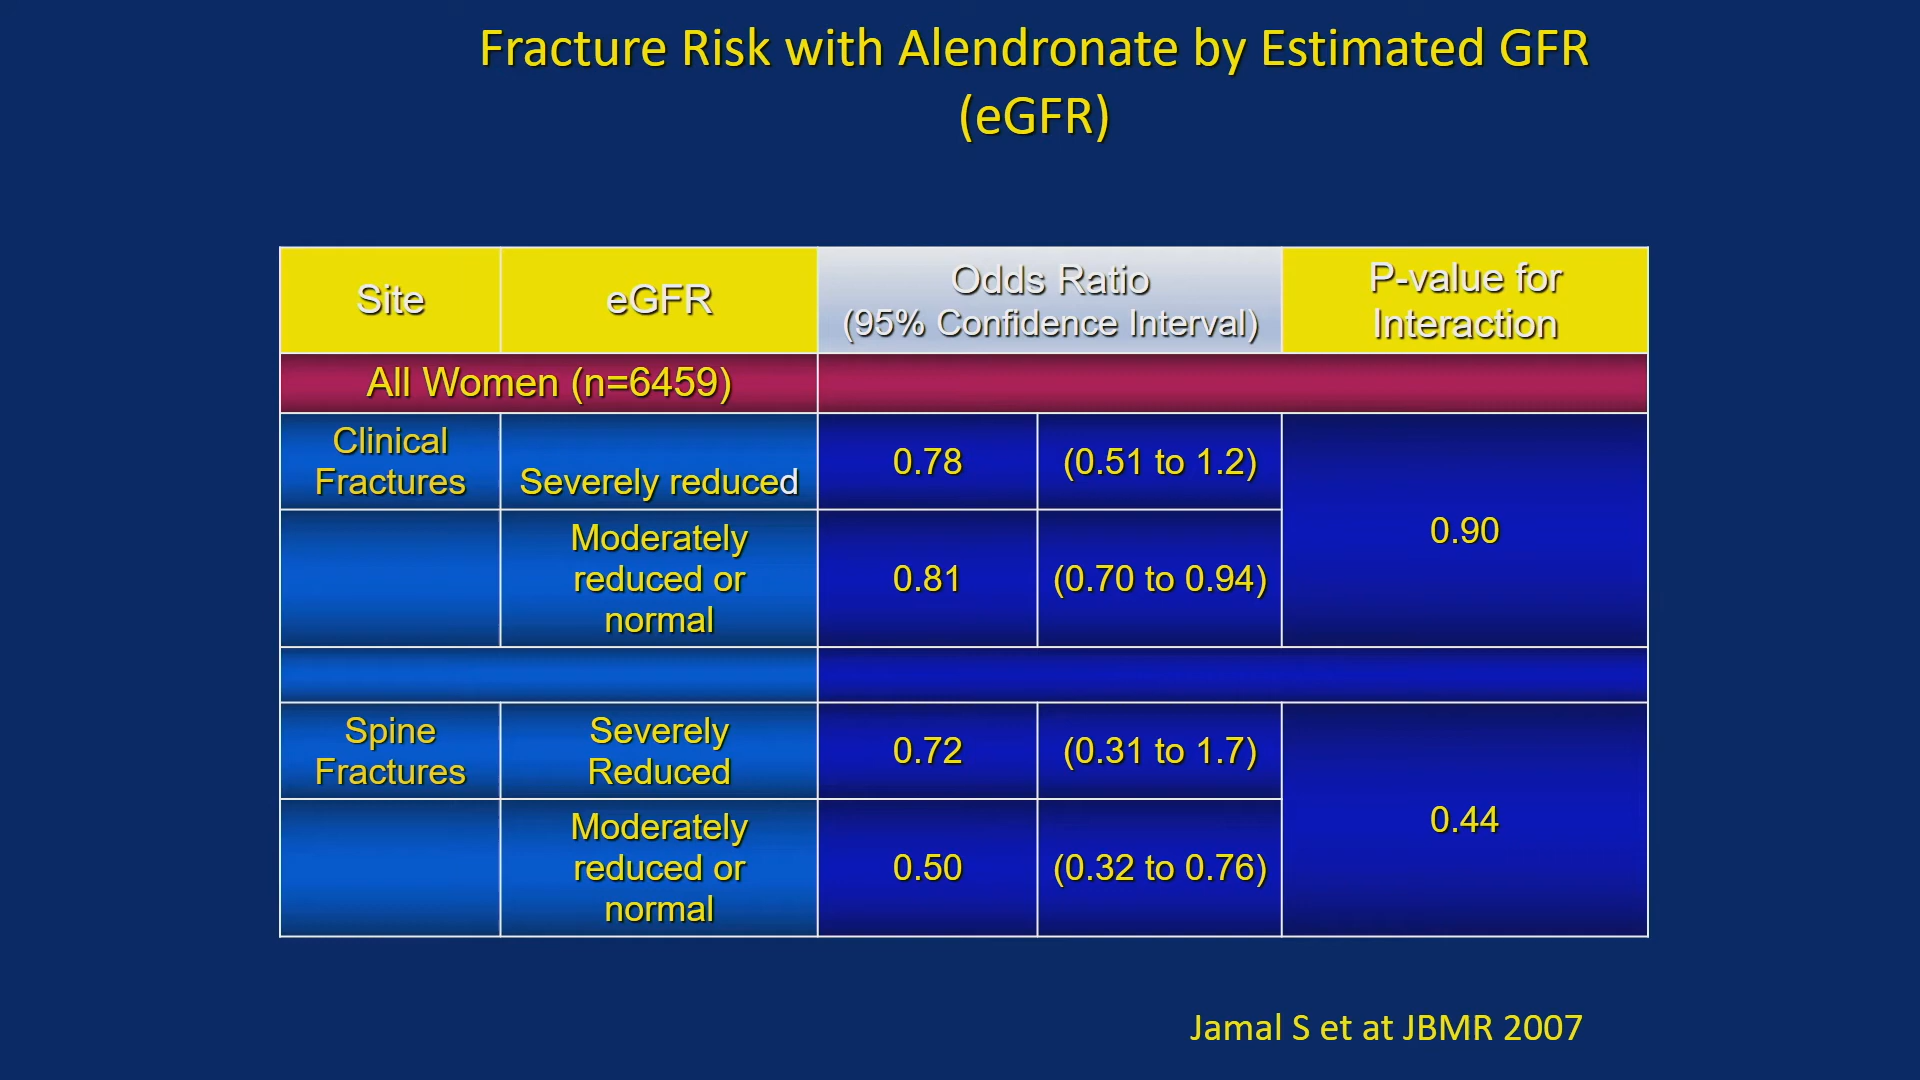 Fracture Risk with Alendronate by Estimated GFR
(eGFR)
Site
eGFR
Odds Ratio
(95% Confidence Interval)
P-value for
Interaction
All Women (n=6459)
Clinical
Fractures
Severely reduced
0.78
(0.51 to 1.2)
0.90
Moderately
reduced or
normal
0.81
(0.70 to 0.94)
Spine
Fractures
Severely
Reduced
0.72
(0.31 to 1.7)
0.44
Moderately
reduced or
normal
0.50
(0.32 to 0.76)
Jamal S et at JBMR 2007